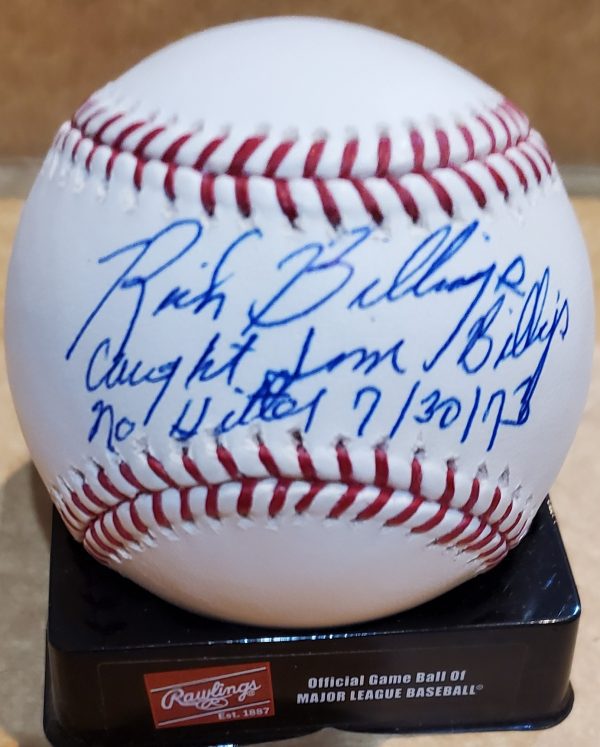 Rich Billings
Caught Jim Bibby's
No Hitter 7/30/73
Rawlings
Est. 1887
Official Game Ball Of
MAJOR LEAGUE BASEBALL®